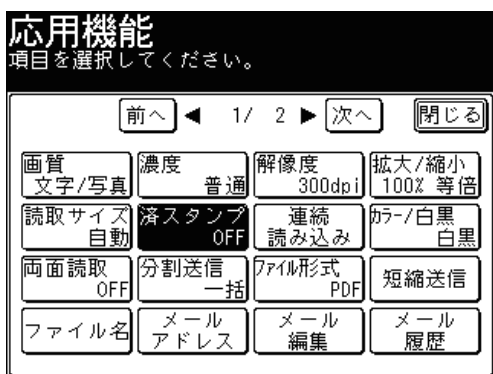 応用機能
項目を選択してください。
前へ ◀ 1/ 2 ▶ 次へ 閉じる
画質 濃度 解像度 拡大/縮小
文字/写真 普通 300dpi 100% 等倍
読取サイズ 済スタンプ 連続 ｶﾗｰ/白黒
自動 OFF 読み込み 白黒
両面読取 分割送信 ﾌｧｲﾙ形式 短縮送信
OFF 一括 PDF
ファイル名 メール メール メール
アドレス 編集 履歴